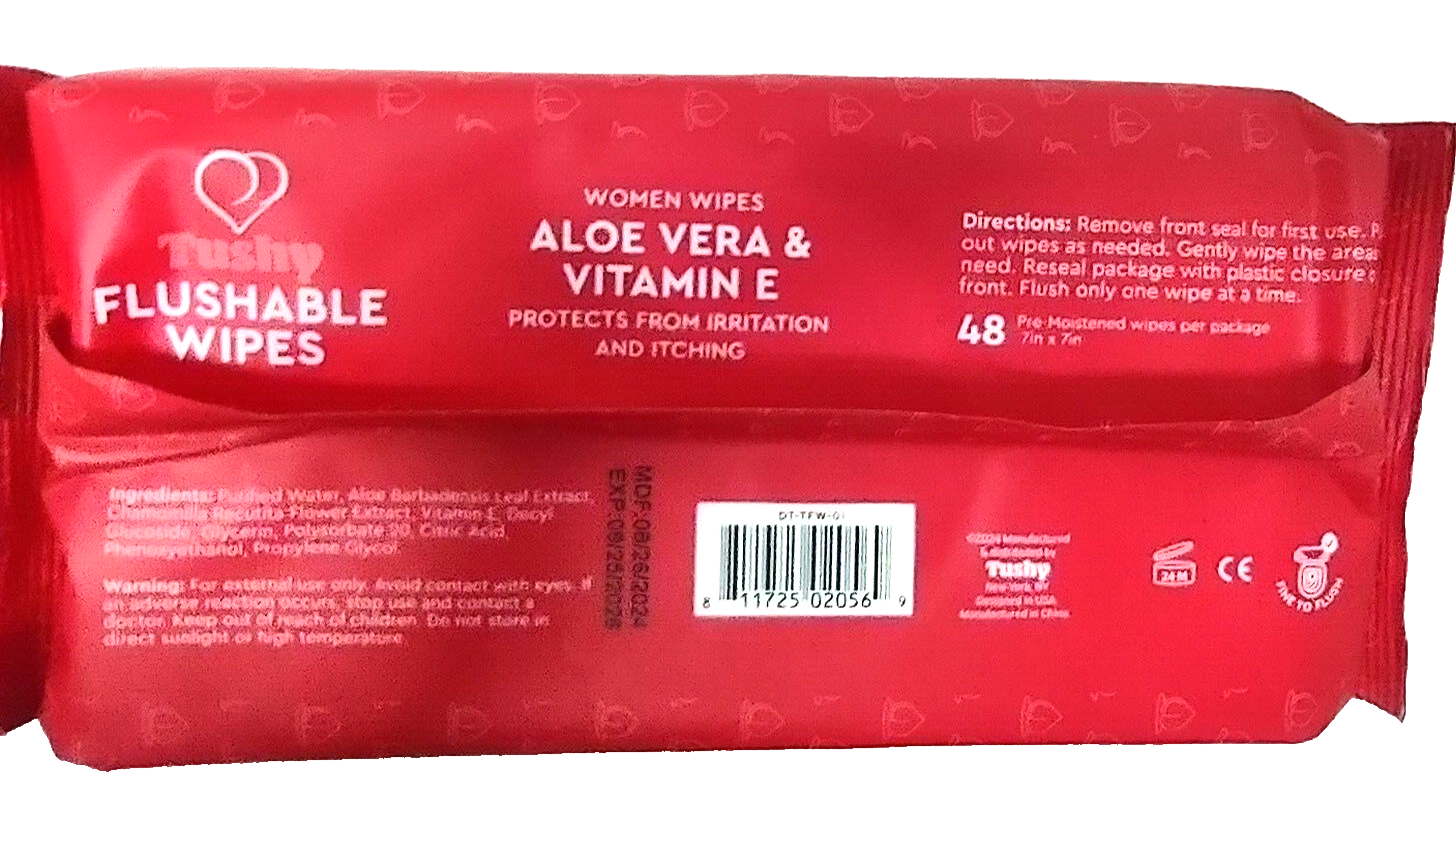 Tushy
FLUSHABLE
WIPES
WOMEN WIPES
ALOE VERA &
VITAMIN E
PROTECTS FROM IRRITATION
AND ITCHING
Directions: Remove front seal for first use.
out wipes as needed. Gently wipe the area
need. Reseal package with plastic closure
front. Flush only one wipe at a time.
48 Pre-Moistened wipes per package
7in x 7in
Ingredients: Purified Water, Aloe Barbadensis Leaf Extract,
Chamomilla Recutita Flower Extract, Vitamin E, Decyl
Glucoside, Glycerin, Polysorbate Citric Acid,
Phenoxyethanol, Propylene Glycol.
Warning: For external use only. Avoid contact with eyes. If
an adverse reaction occurs, stop use and contact a
doctor. Keep out of reach of children. Do not store in
direct sunlight or high temperature.
MDF 08/26/2024
EXP 08/25/2026
DT-TFW-01
8 11725 02056 9
©2024 Manufactured
& distributed by
Tushy
New York, NY
Designed in USA.
Manufactured in China
24M
CE
FINE TO FLUSH